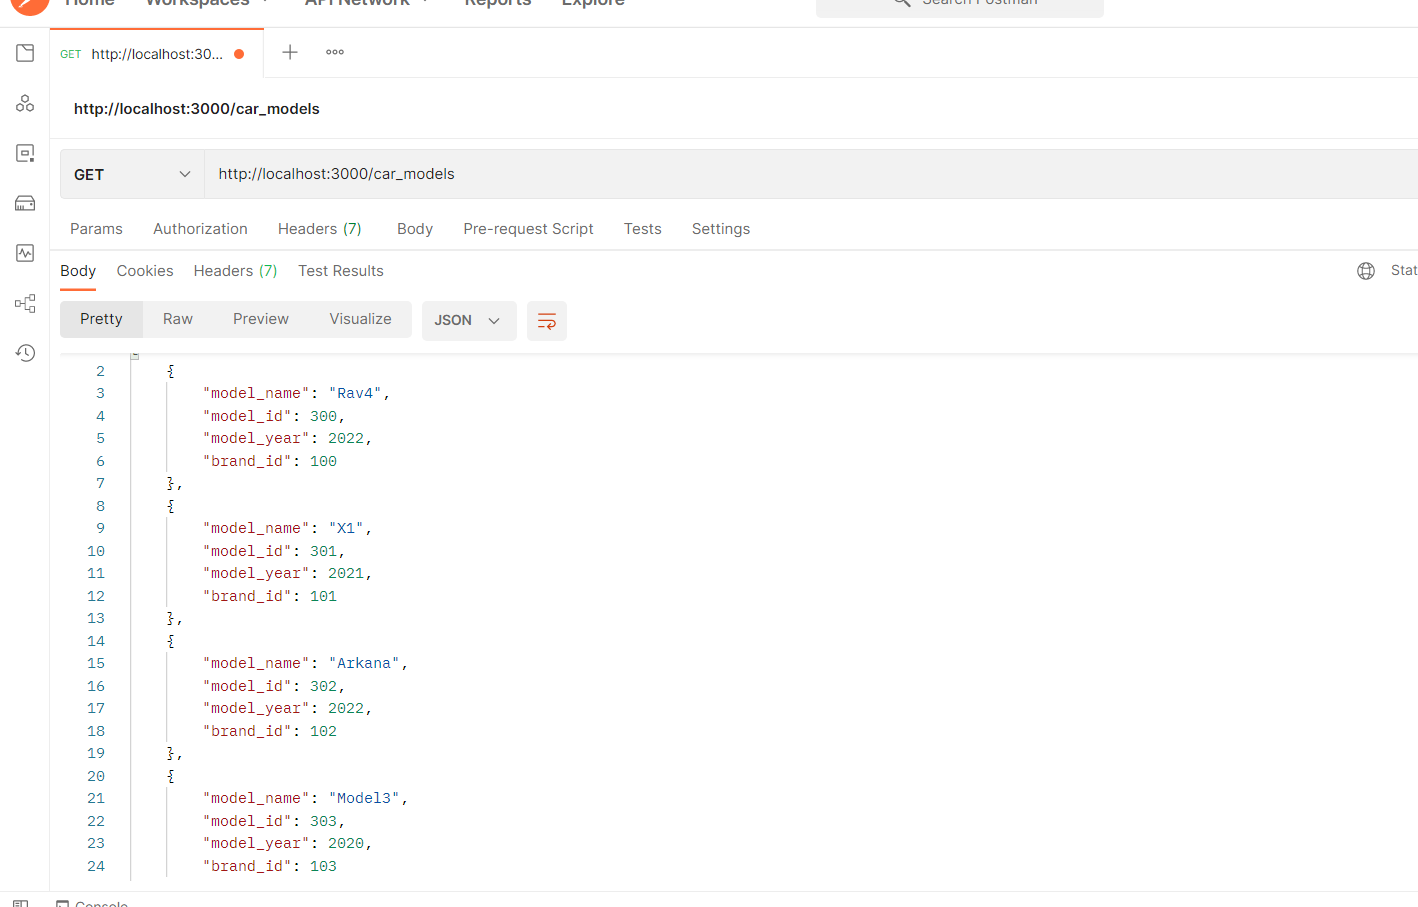 Home Workspaces API Network Reports Explore Search Postman
GET http://localhost:30...
http://localhost:3000/car_models
GET http://localhost:3000/car_models
Params Authorization Headers (7) Body Pre-request Script Tests Settings
Body Cookies Headers (7) Test Results Stat
Pretty Raw Preview Visualize JSON
2 {
3 "model_name": "Rav4",
4 "model_id": 300,
5 "model_year": 2022,
6 "brand_id": 100
7 },
8 {
9 "model_name": "X1",
10 "model_id": 301,
11 "model_year": 2021,
12 "brand_id": 101
13 },
14 {
15 "model_name": "Arkana",
16 "model_id": 302,
17 "model_year": 2022,
18 "brand_id": 102
19 },
20 {
21 "model_name": "Model3",
22 "model_id": 303,
23 "model_year": 2020,
24 "brand_id": 103
Console